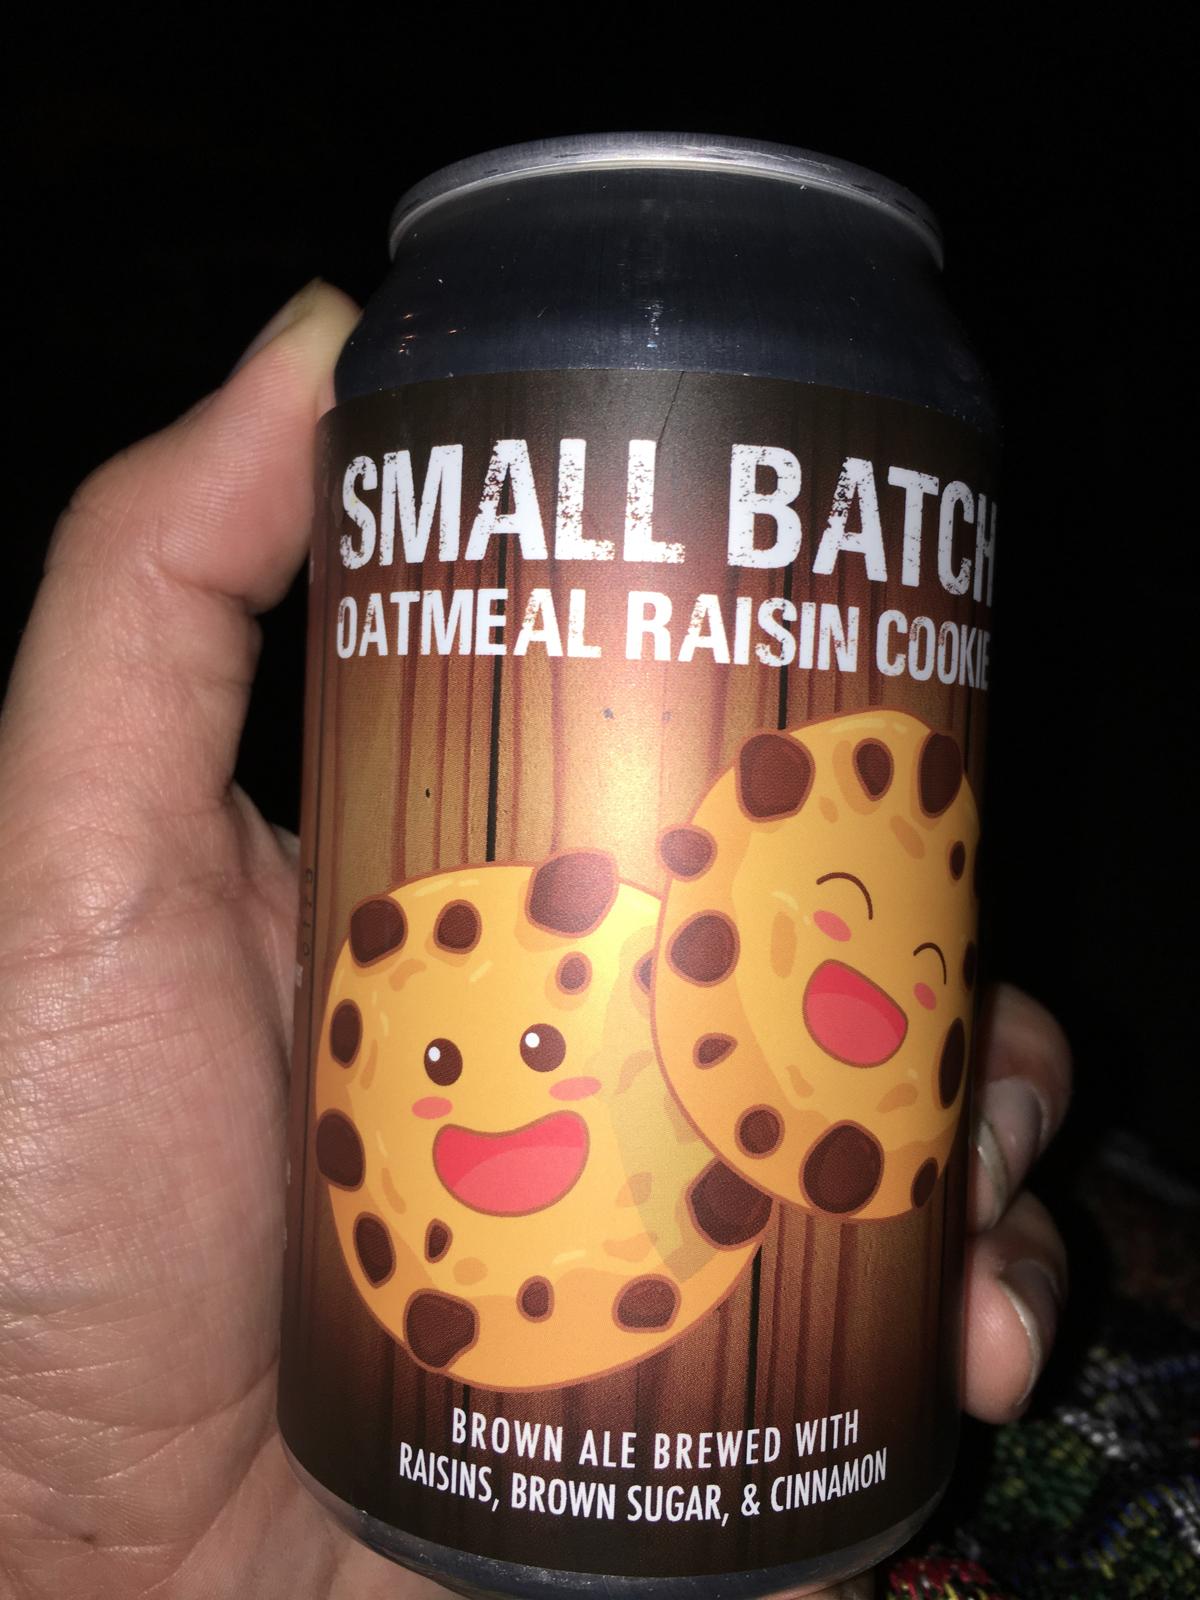 SMALL BATCH
OATMEAL RAISIN COOKIE
BROWN ALE BREWED WITH
RAISINS, BROWN SUGAR, & CINNAMON